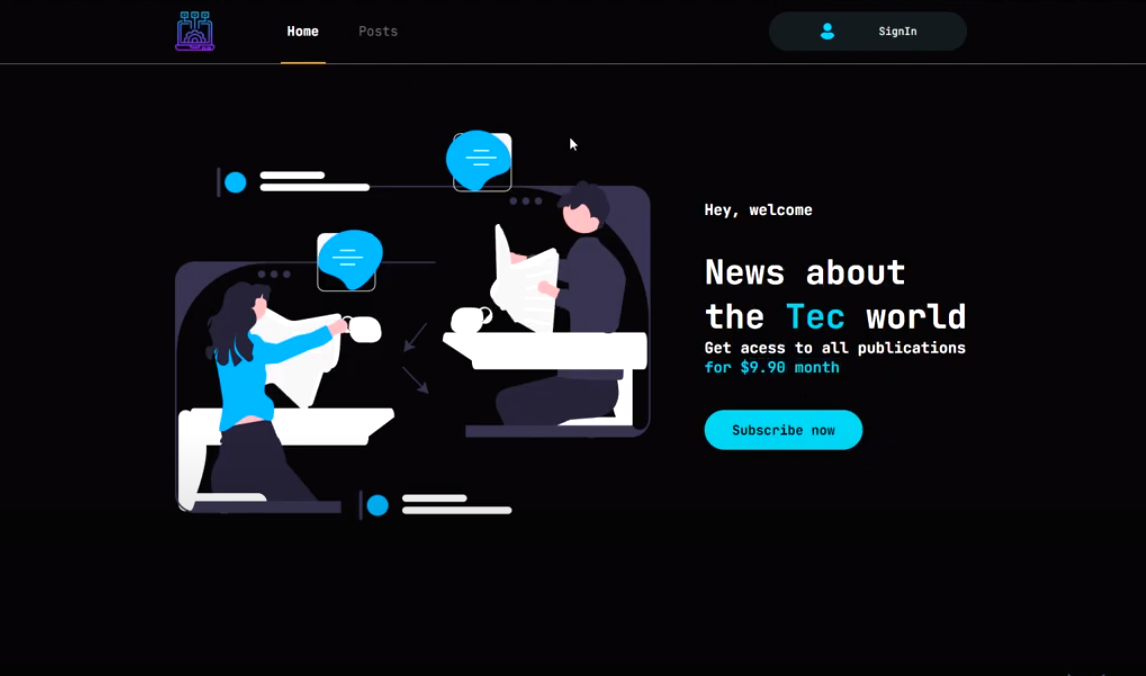 Home
Posts
SignIn
Hey, welcome
News about
the Tec world
Get acess to all publications
for $9.90 month
Subscribe now